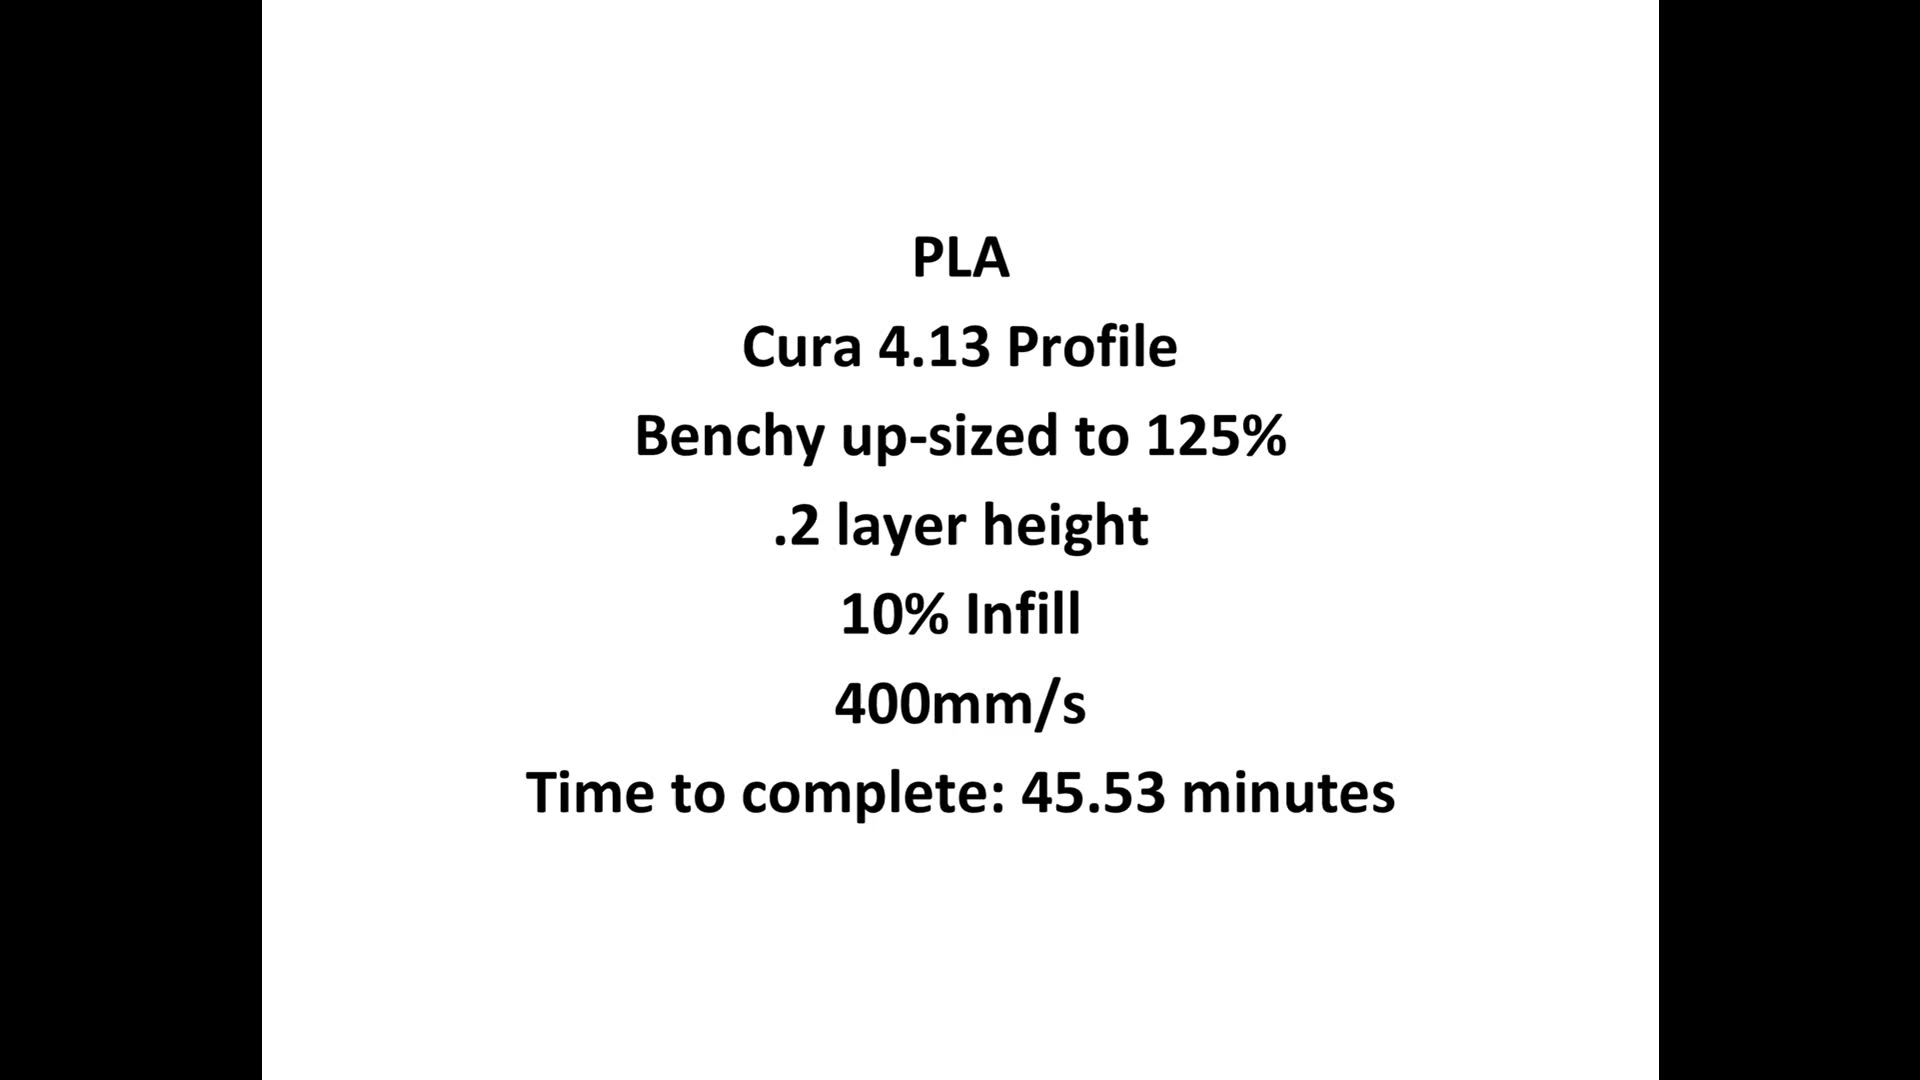 PLA
Cura 4.13 Profile
Benchy up-sized to 125%
.2 layer height
10% Infill
400mm/s
Time to complete: 45.53 minutes